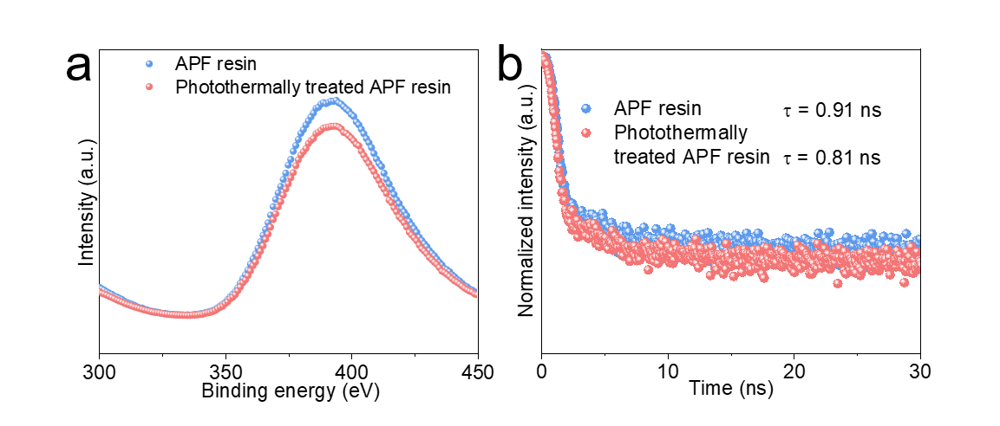 a
APF resin
Photothermally treated APF resin
Intensity (a.u.)
300
350
400
450
Binding energy (eV)
b
APF resin τ = 0.91 ns
Photothermally
treated APF resin τ = 0.81 ns
Normalized intensity (a.u.)
0
10
20
30
Time (ns)